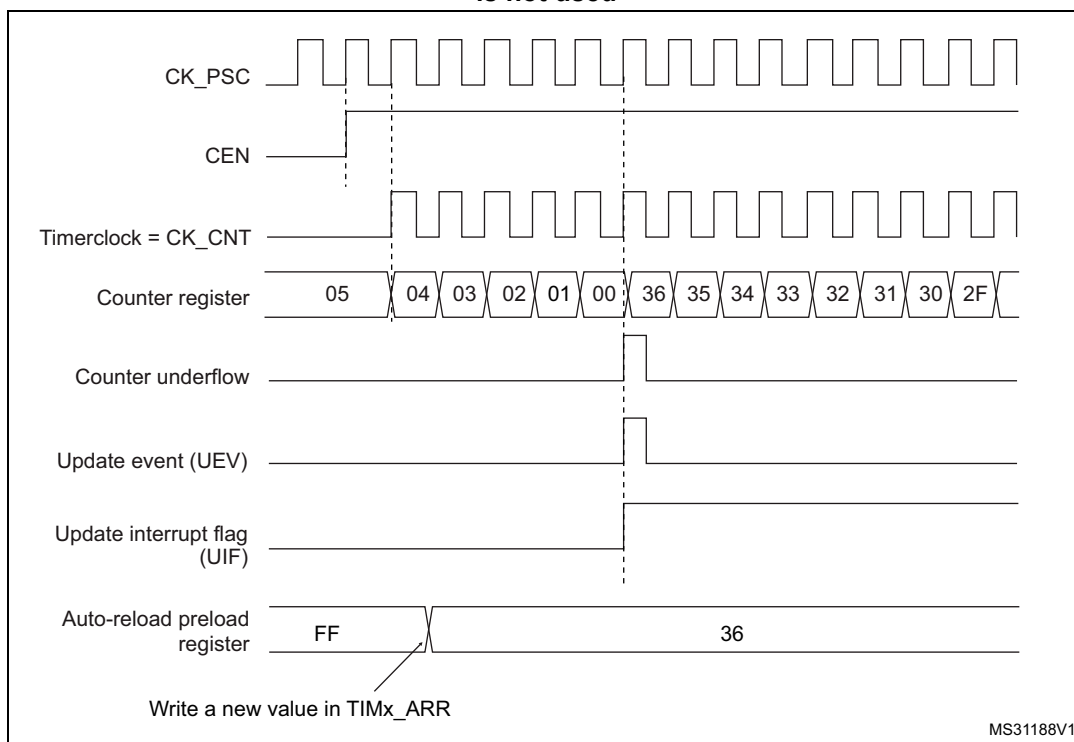 is not used
CK_PSC
CEN
Timerclock = CK_CNT
Counter register 05 04 03 02 01 00 36 35 34 33 32 31 30 2F
Counter underflow
Update event (UEV)
Update interrupt flag
(UIF)
Auto-reload preload
register
FF 36
Write a new value in TIMx_ARR
MS31188V1